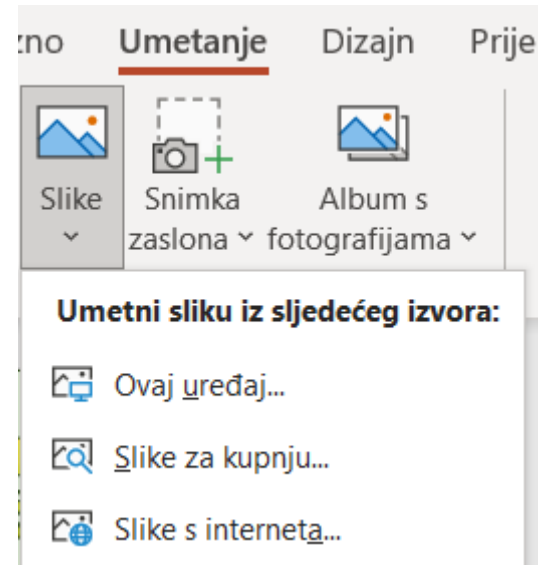 zno Umetanje Dizajn Prije
Slike Snimka zaslona Album s fotografijama
Umetni sliku iz sljedećeg izvora:
Ovaj uređaj...
Slike za kupnju...
Slike s interneta...